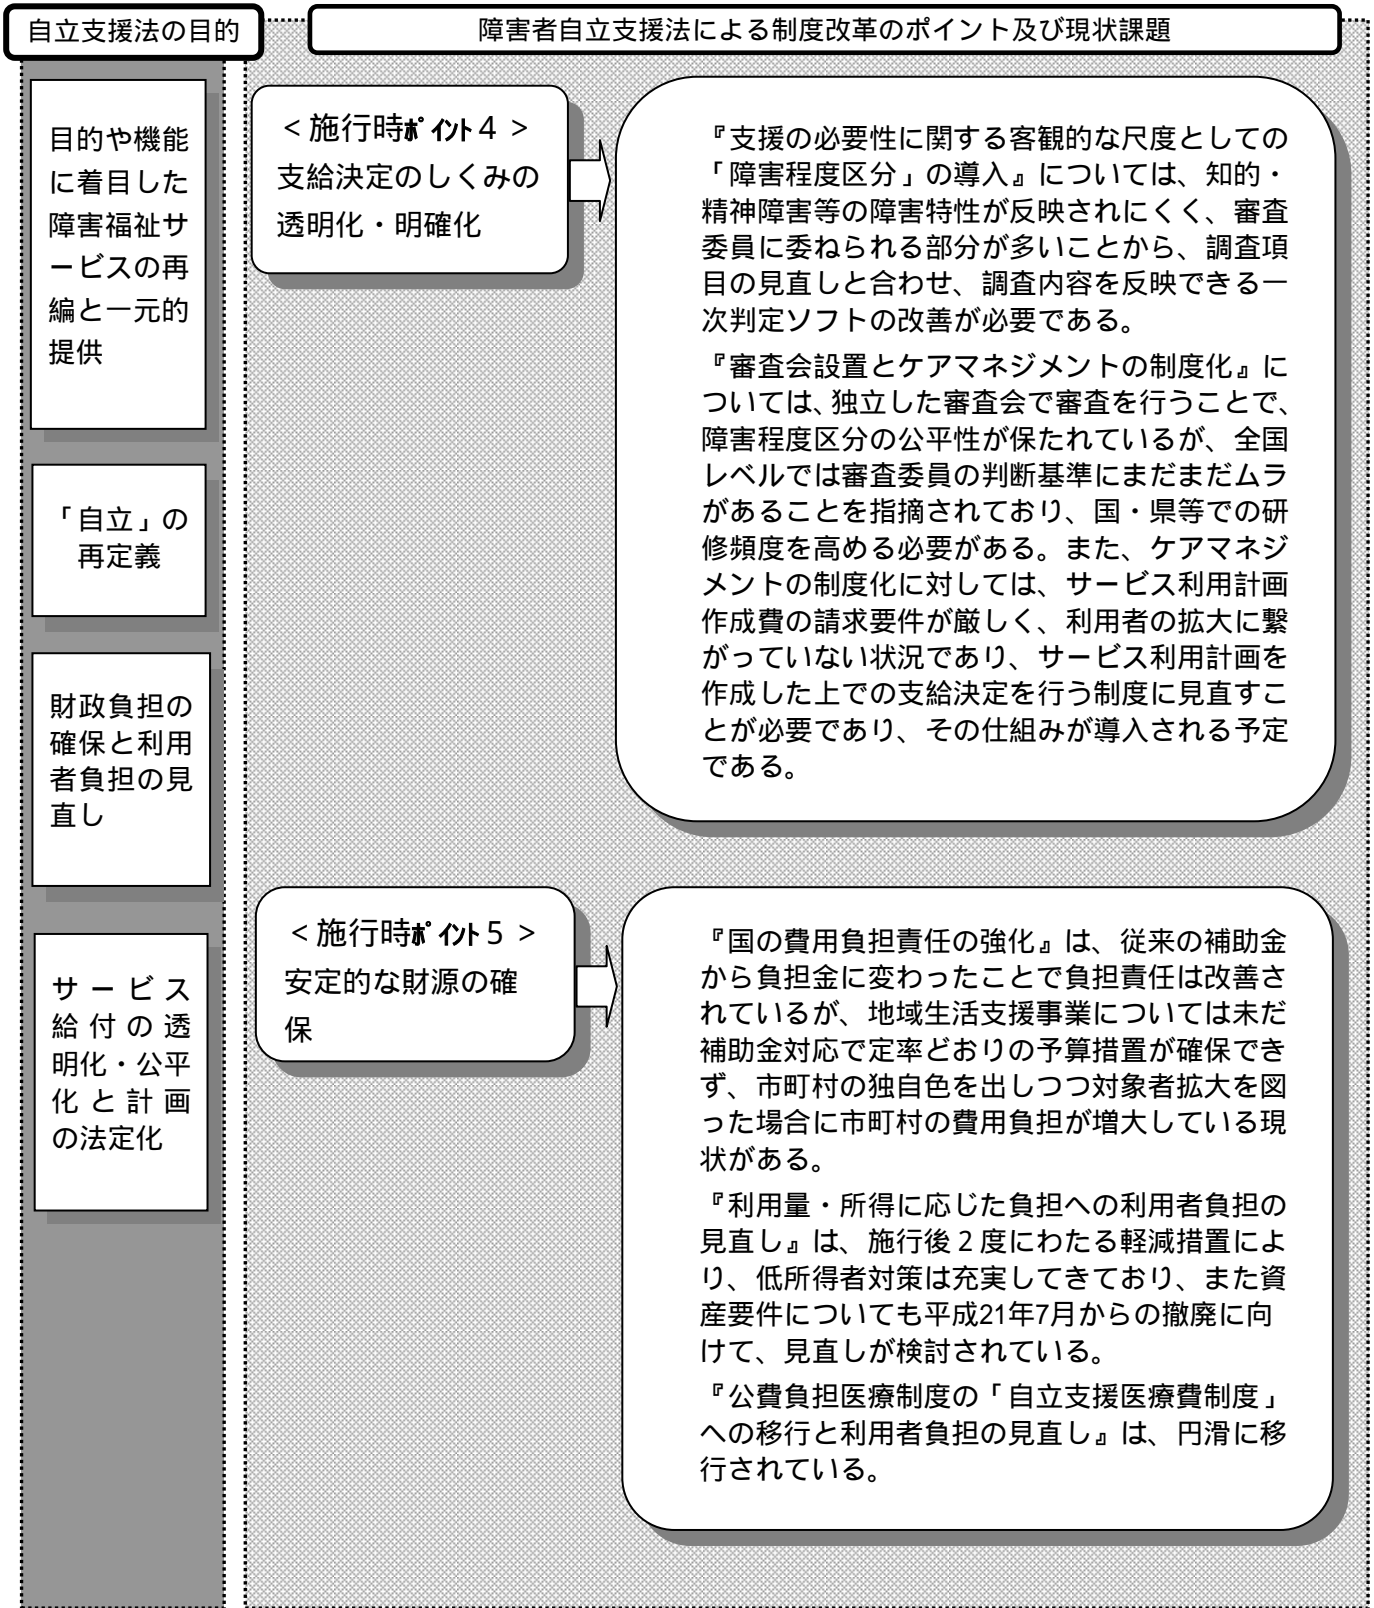 自立支援法の目的
障害者自立支援法による制度改革のポイント及び現状課題
目的や機能
に着目した
障害福祉サ
ービスの再
編と一元的
提供
「自立」の
再定義
財政負担の
確保と利用
者負担の見
直し
サービス
給付の透
明化・公平
化と計画
の法定化
＜施行時ﾎﾟｲﾝﾄ４＞
支給決定のしくみの
透明化・明確化
『支援の必要性に関する客観的な尺度としての
「障害程度区分」の導入』については、知的・
精神障害等の障害特性が反映されにくく、審査
委員に委ねられる部分が多いことから、調査項
目の見直しと合わせ、調査内容を反映できる一
次判定ソフトの改善が必要である。
『審査会設置とケアマネジメントの制度化』に
ついては、独立した審査会で審査を行うことで、
障害程度区分の公平性が保たれているが、全国
レベルでは審査委員の判断基準にまだまだムラ
があることを指摘されており、国・県等での研
修頻度を高める必要がある。また、ケアマネジ
メントの制度化に対しては、サービス利用計画
作成費の請求要件が厳しく、利用者の拡大に繋
がっていない状況であり、サービス利用計画を
作成した上での支給決定を行う制度に見直すこ
とが必要であり、その仕組みが導入される予定
である。
＜施行時ﾎﾟｲﾝﾄ５＞
安定的な財源の確
保
『国の費用負担責任の強化』は、従来の補助金
から負担金に変わったことで負担責任は改善さ
れているが、地域生活支援事業については未だ
補助金対応で定率どおりの予算措置が確保でき
ず、市町村の独自色を出しつつ対象者拡大を図
った場合に市町村の費用負担が増大している現
状がある。
『利用量・所得に応じた負担への利用者負担の
見直し』は、施行後２度にわたる軽減措置によ
り、低所得者対策は充実してきており、また資
産要件についても平成21年7月からの撤廃に向
けて、見直しが検討されている。
『公費負担医療制度の「自立支援医療費制度」
への移行と利用者負担の見直し』は、円滑に移
行されている。